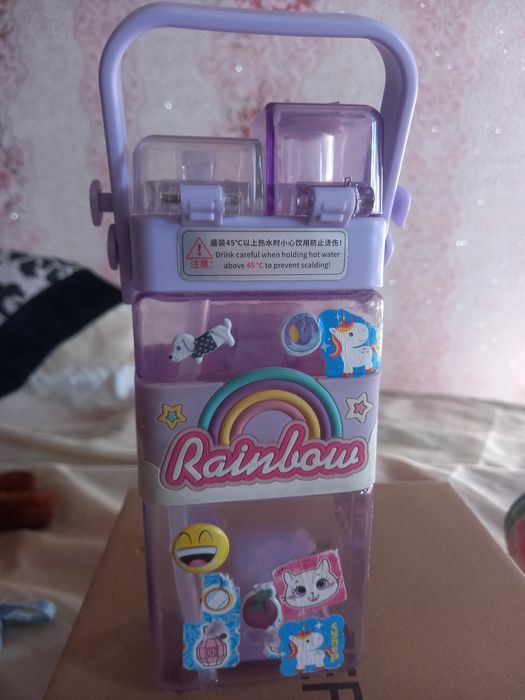 盛装45℃以上热水时小心饮用防止烫伤!
Drink careful when holding hot water
注意: above 45℃ to prevent scalding!
Rainbow